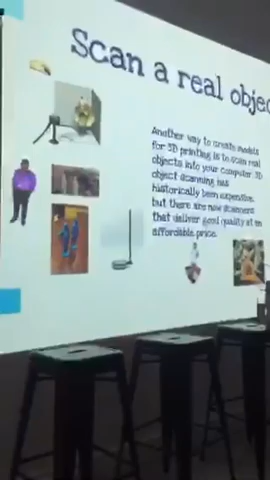 Scan a real objec
Another way to create models
for 3D printing is to scan real
objects into your computer. 3D
object scanning has
historically been expensive,
but there are now scanners
that deliver good quality at an
affordable price.